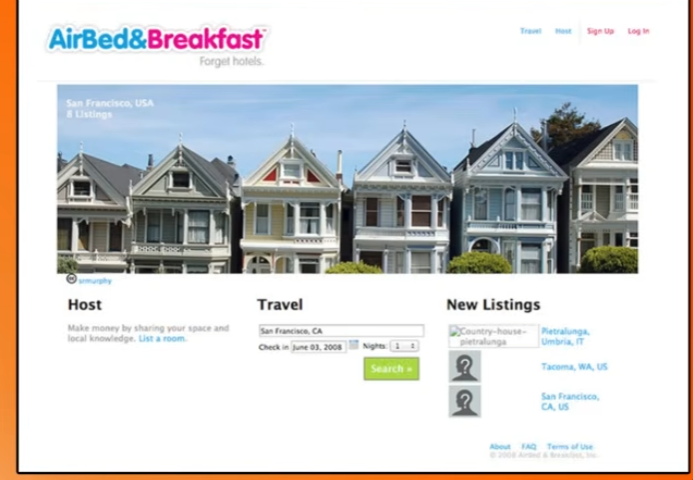 AirBed&Breakfast
Forget hotels.
Travel Host Sign Up Log In
San Francisco, USA
8 Listings
srmurphy
Host
Make money by sharing your space and
local knowledge. List a room.
Travel
San Francisco, CA
Check in June 03, 2008 Nights: 1
Search »
New Listings
Country-house-
pietralunga
Pietralunga,
Umbria, IT
Tacoma, WA, US
San Francisco,
CA, US
About FAQ Terms of Use
© 2008 AirBed & Breakfast, Inc.